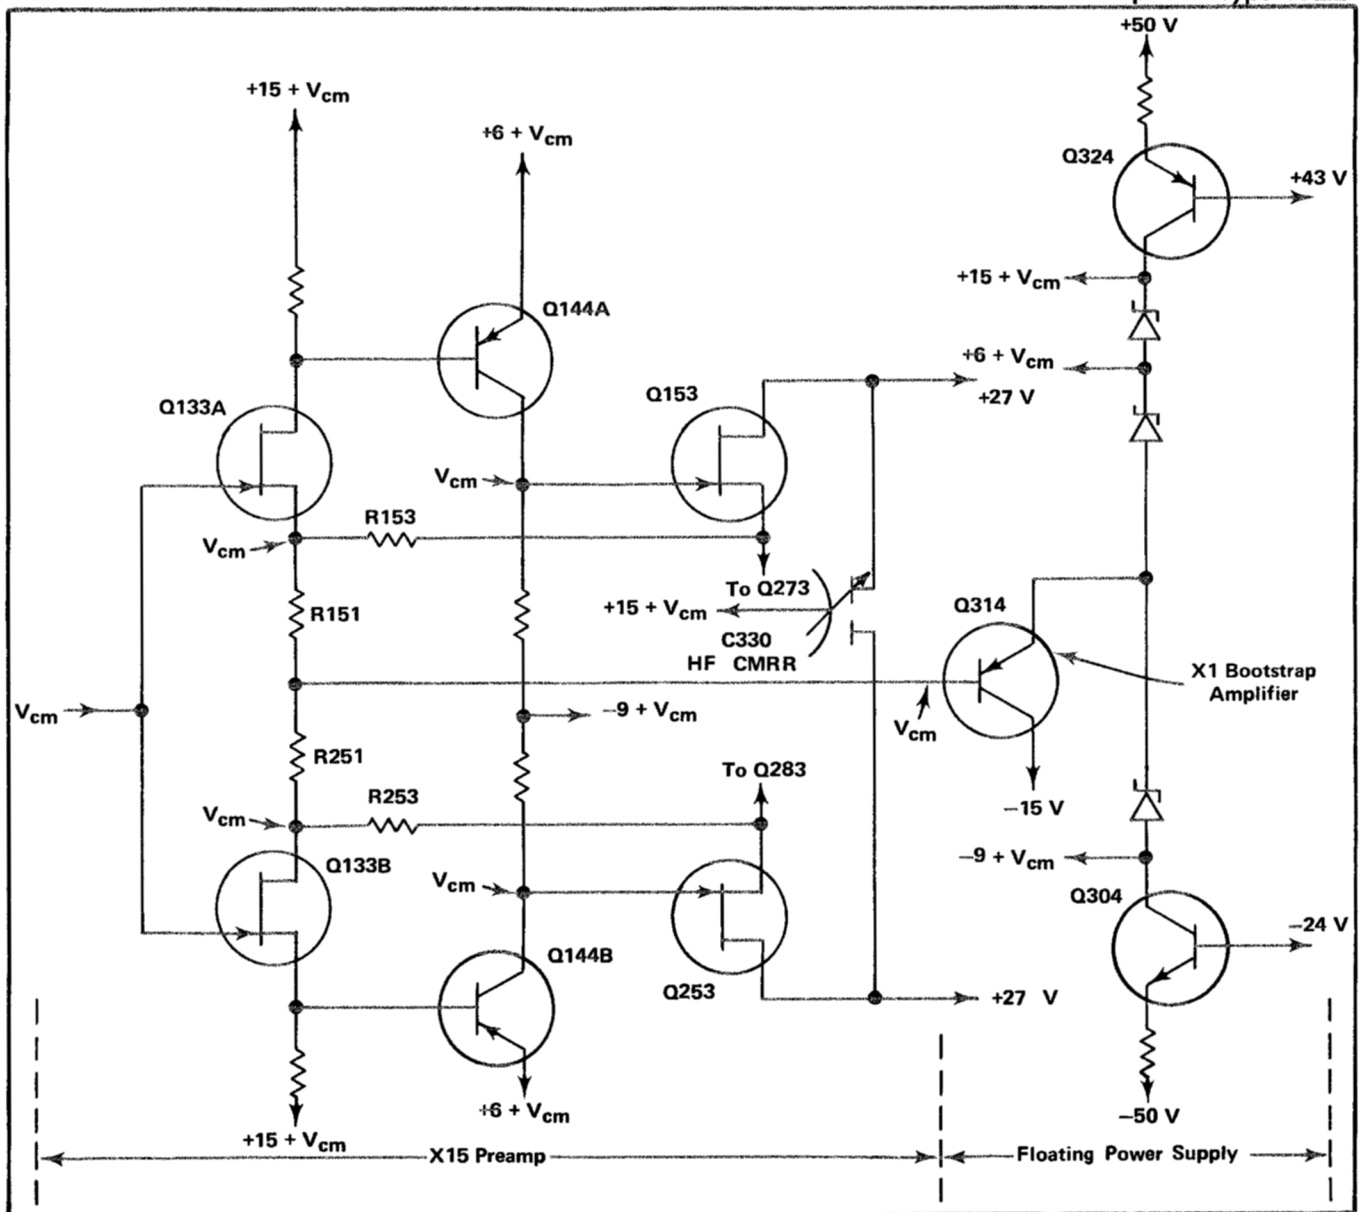 +50 V
+15 + Vcm
+6 + Vcm
Q324
+43 V
+15 + Vcm
Q144A
+6 + Vcm
+27 V
Q133A
Q153
Vcm
R153
Vcm
To Q273
+15 + Vcm
C330
HF CMRR
Q314
R151
X1 Bootstrap
Amplifier
Vcm
–9 + Vcm
Vcm
R251
To Q283
–15 V
R253
Vcm
–9 + Vcm
Q133B
Vcm
Q304
–24 V
Q144B
Q253
+27 V
+6 + Vcm
–50 V
+15 + Vcm
X15 Preamp
Floating Power Supply